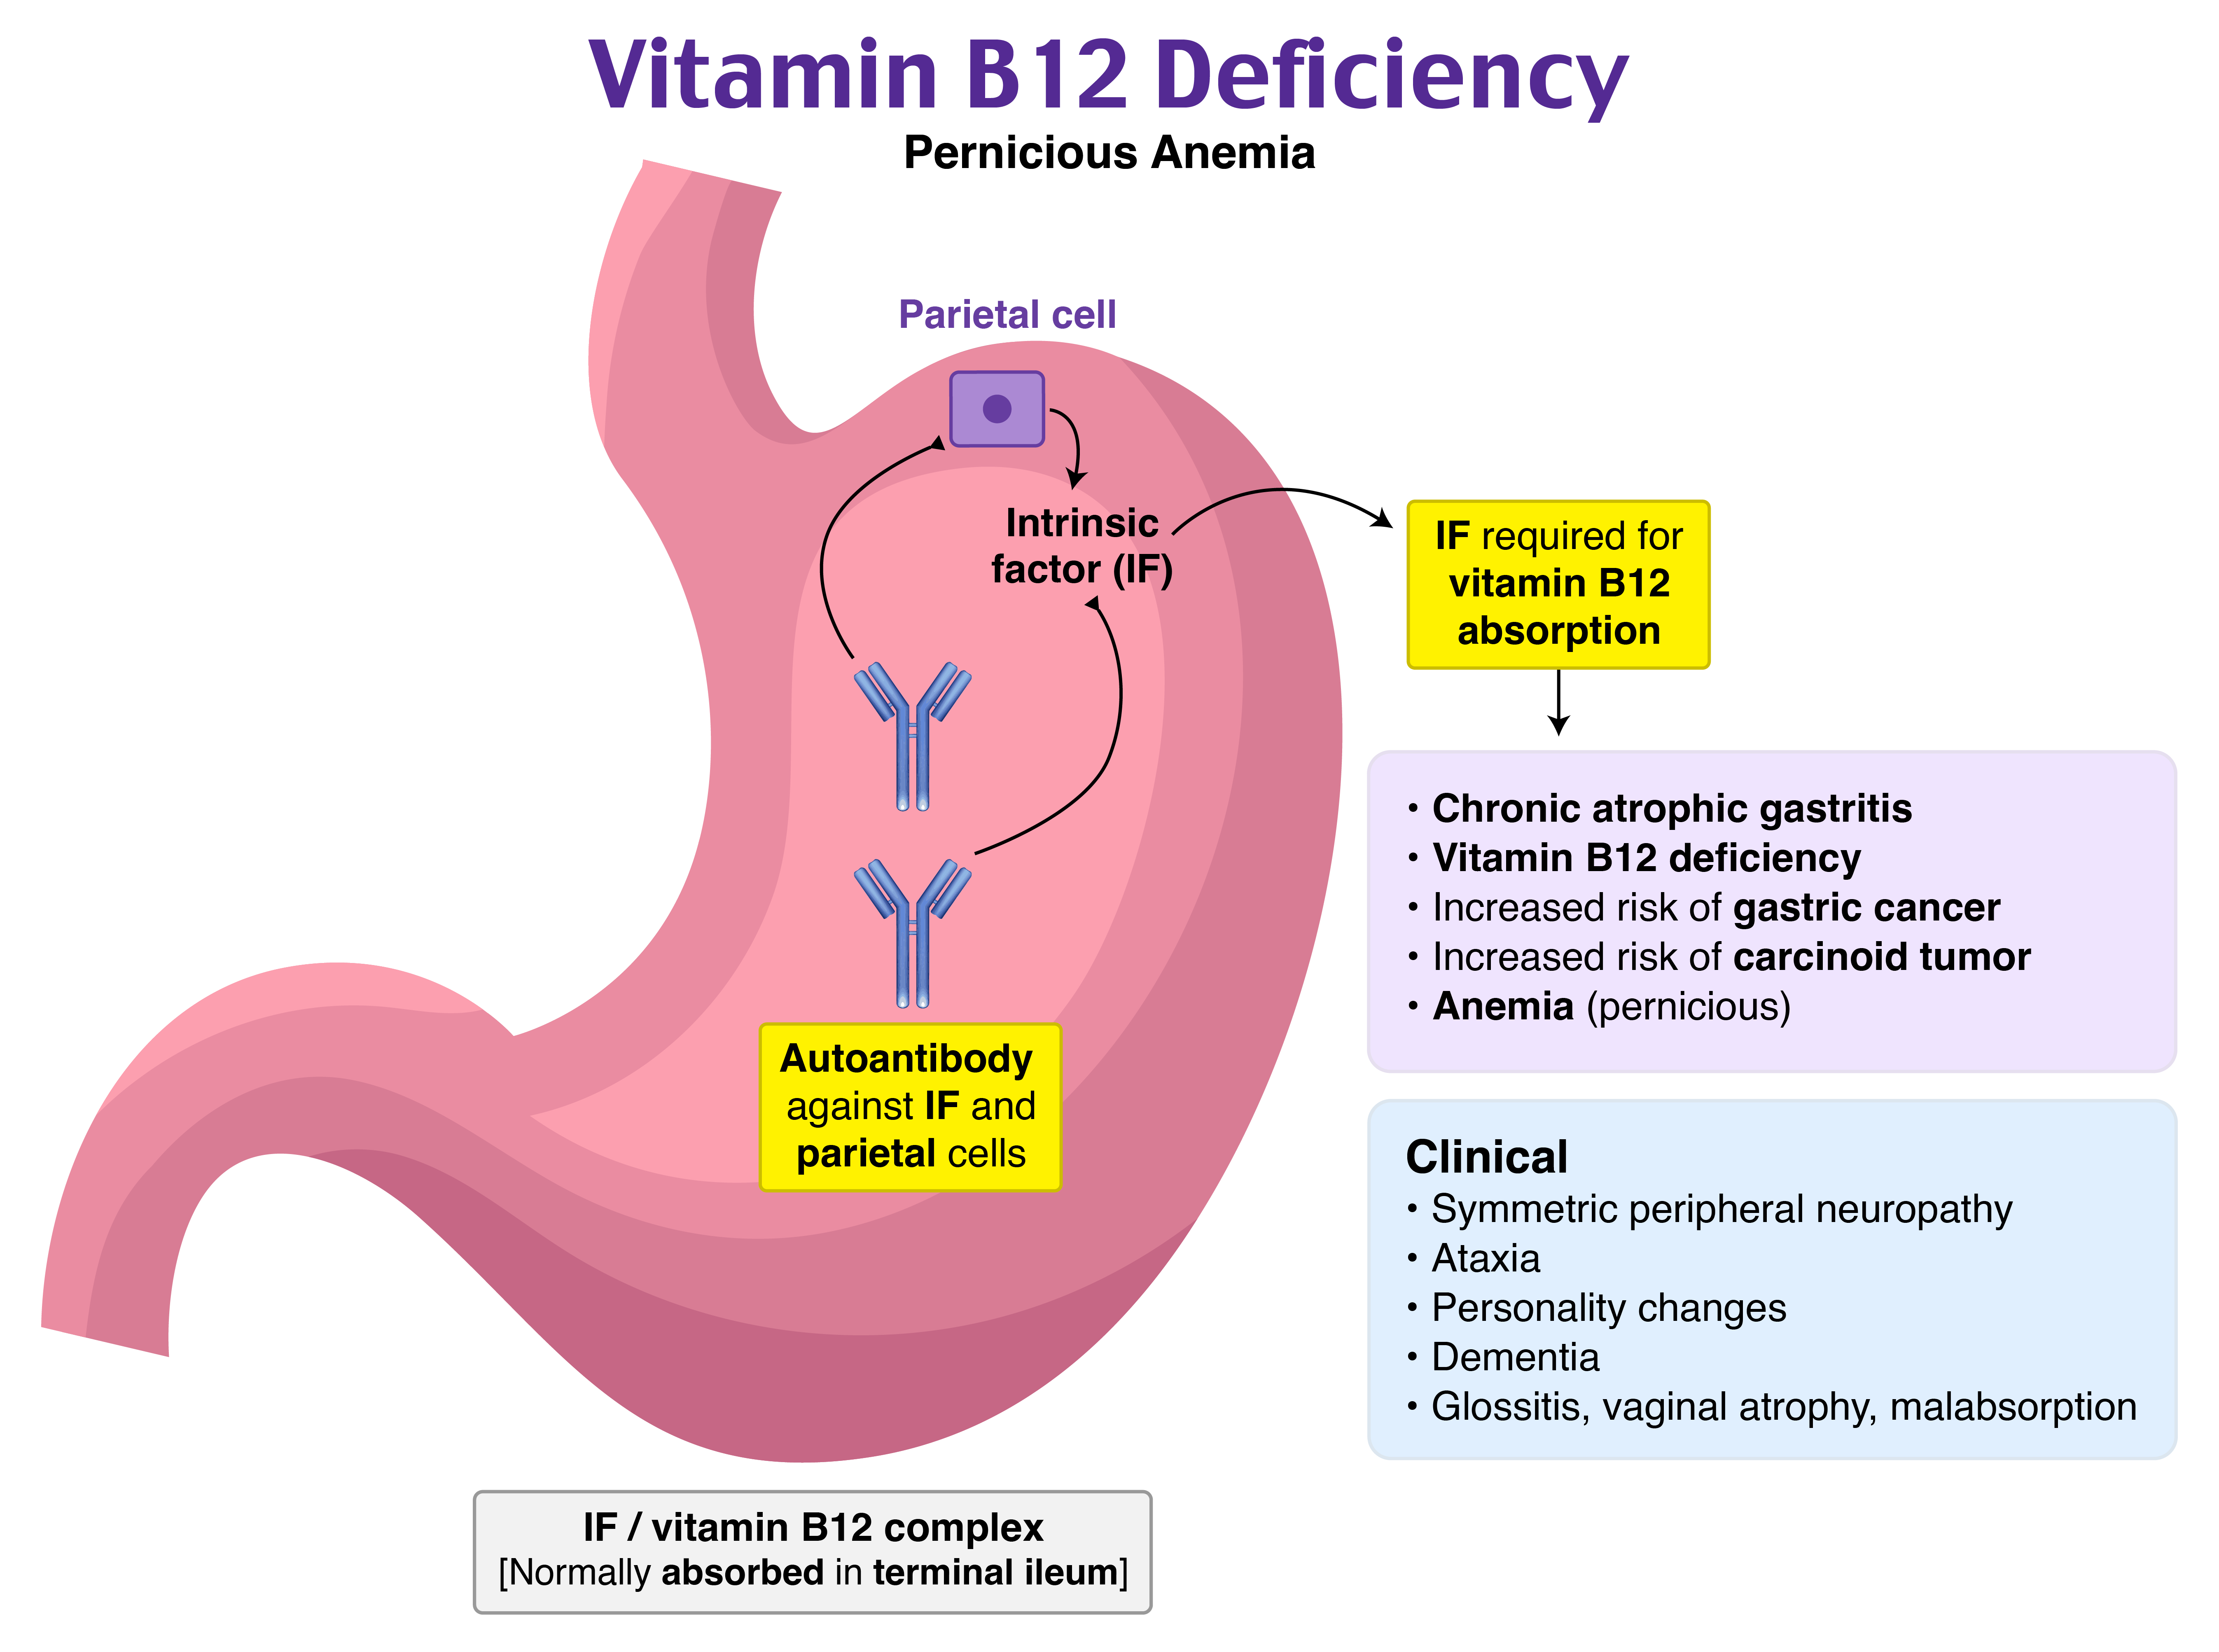 Vitamin B12 Deficiency
Pernicious Anemia
Parietal cell
Intrinsic
factor (IF)
IF required for
vitamin B12
absorption
Autoantibody
against IF and
parietal cells
• Chronic atrophic gastritis
• Vitamin B12 deficiency
• Increased risk of gastric cancer
• Increased risk of carcinoid tumor
• Anemia (pernicious)
Clinical
• Symmetric peripheral neuropathy
• Ataxia
• Personality changes
• Dementia
• Glossitis, vaginal atrophy, malabsorption
IF / vitamin B12 complex
[Normally absorbed in terminal ileum]